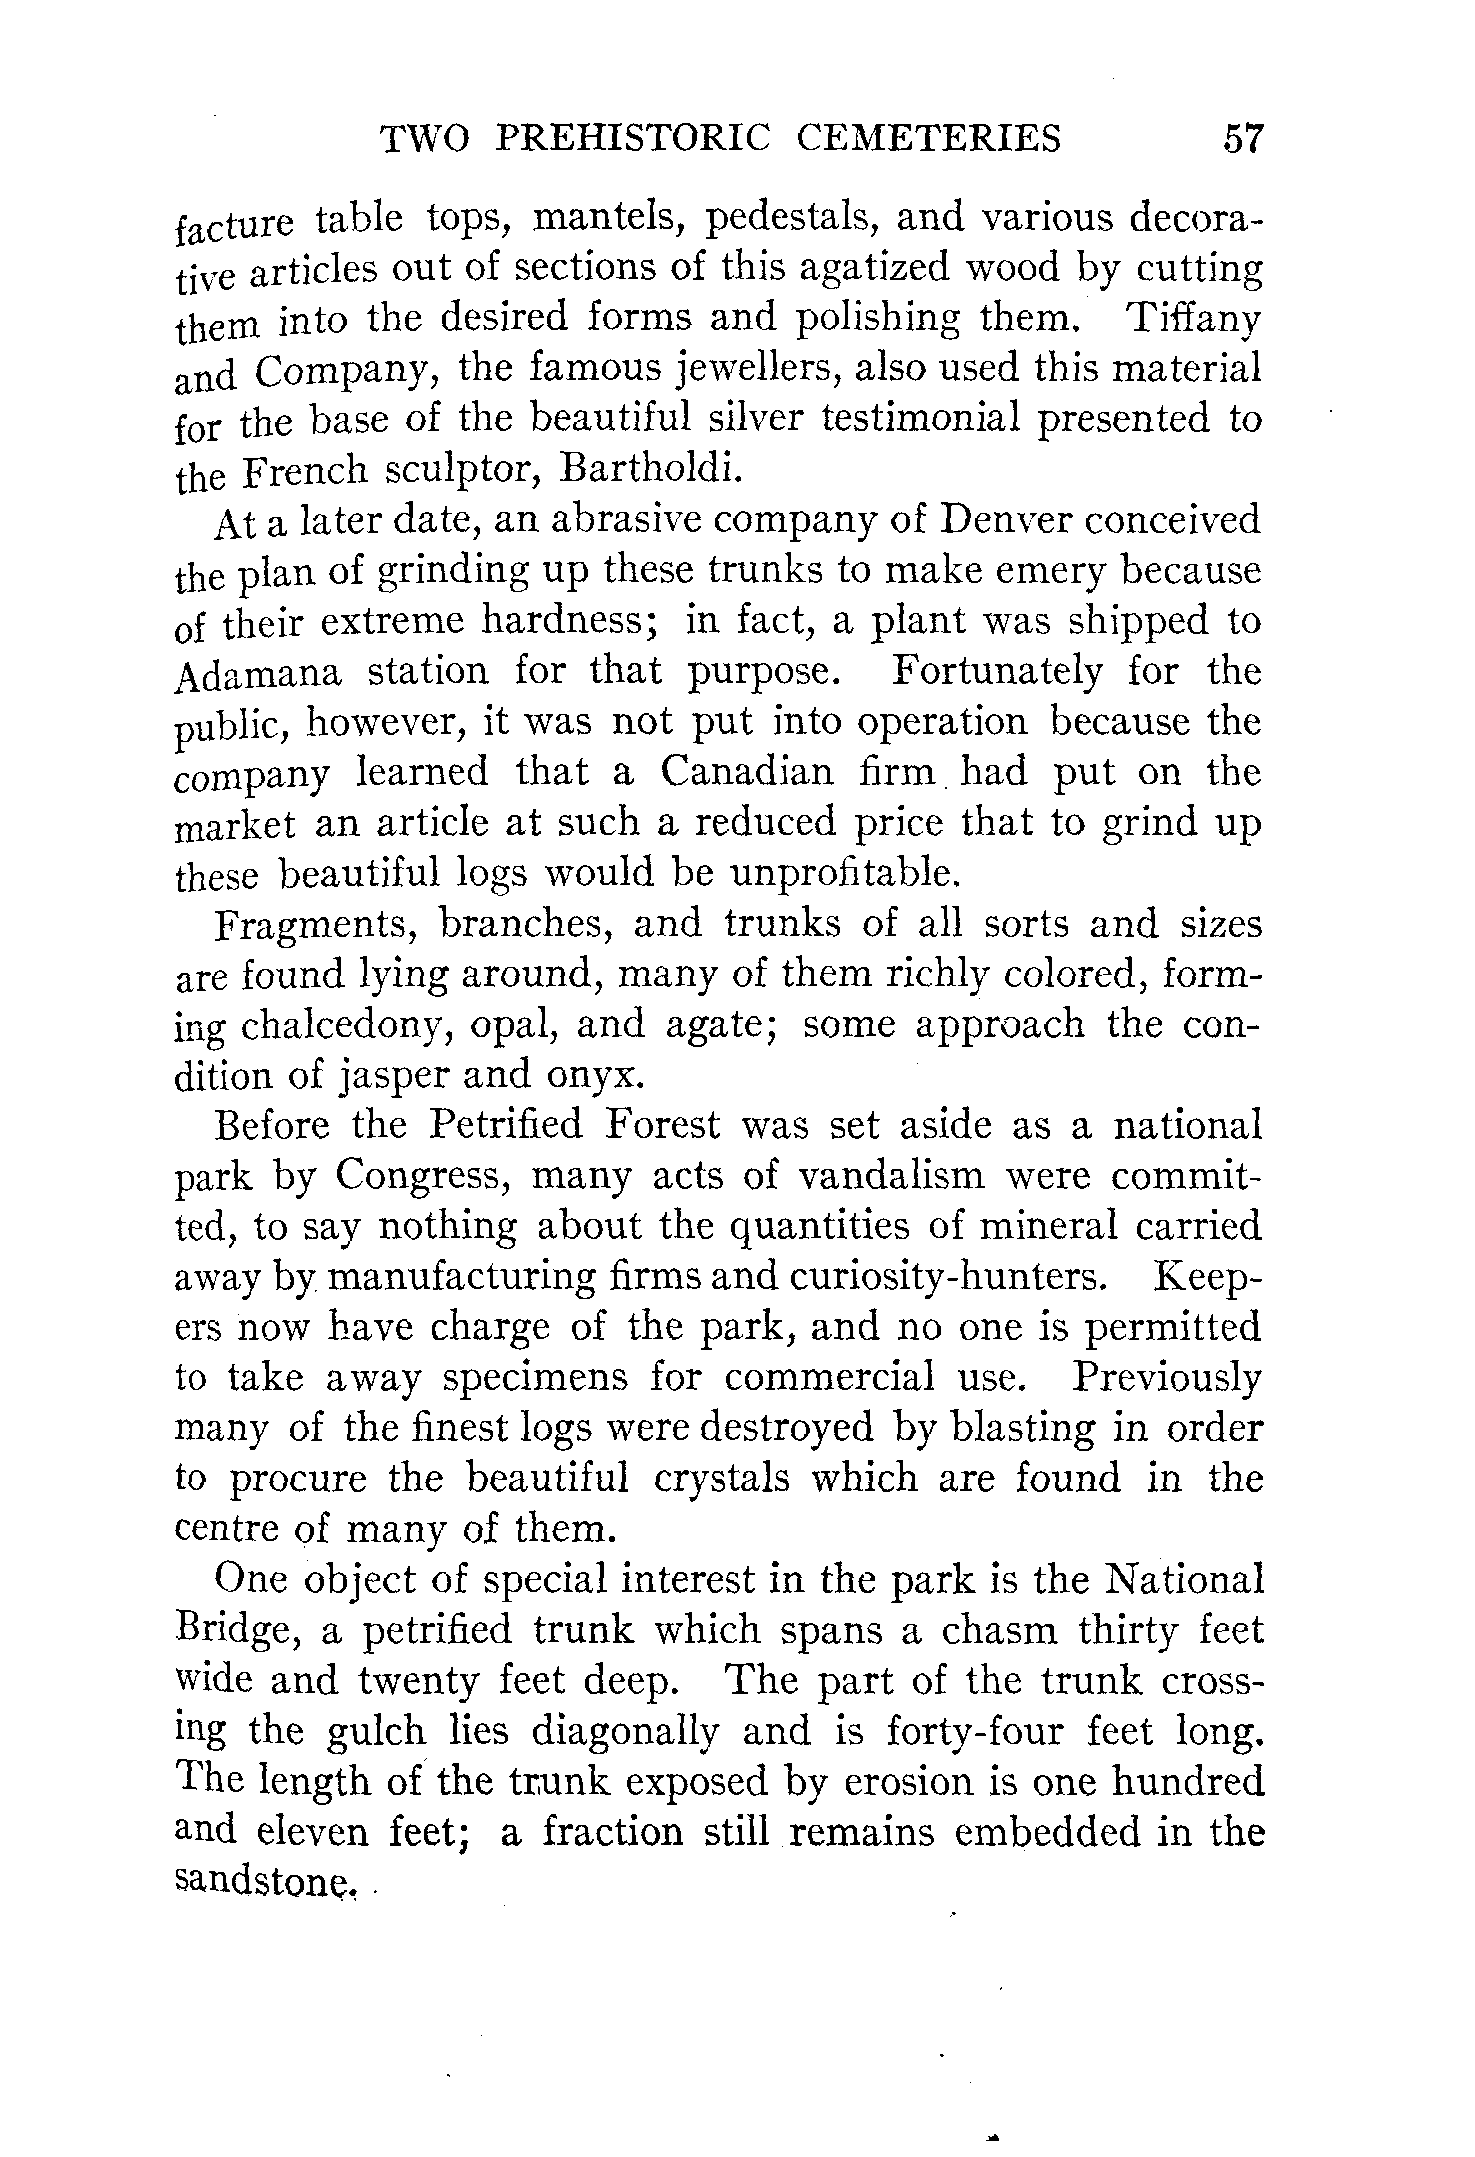 TWO PREHISTORIC CEMETERIES 57
facture table tops, mantels, pedestals, and various decora-
tive articles out of sections of this agatized wood by cutting
them into the desired forms and polishing them. Tiffany
and Company, the famous jewellers, also used this material
for the base of the beautiful silver testimonial presented to
the French sculptor, Bartholdi.
At a later date, an abrasive company of Denver conceived
the plan of grinding up these trunks to make emery because
of their extreme hardness; in fact, a plant was shipped to
Adamana station for that purpose. Fortunately for the
public, however, it was not put into operation because the
company learned that a Canadian firm had put on the
market an article at such a reduced price that to grind up
these beautiful logs would be unprofitable.
Fragments, branches, and trunks of all sorts and sizes
are found lying around, many of them richly colored, form-
ing chalcedony, opal, and agate; some approach the con-
dition of jasper and onyx.
Before the Petrified Forest was set aside as a national
park by Congress, many acts of vandalism were commit-
ted, to say nothing about the quantities of mineral carried
away by manufacturing firms and curiosity-hunters. Keep-
ers now have charge of the park, and no one is permitted
to take away specimens for commercial use. Previously
many of the finest logs were destroyed by blasting in order
to procure the beautiful crystals which are found in the
centre of many of them.
One object of special interest in the park is the National
Bridge, a petrified trunk which spans a chasm thirty feet
wide and twenty feet deep. The part of the trunk cross-
ing the gulch lies diagonally and is forty-four feet long.
The length of the trunk exposed by erosion is one hundred
and eleven feet; a fraction still remains embedded in the
sandstone.